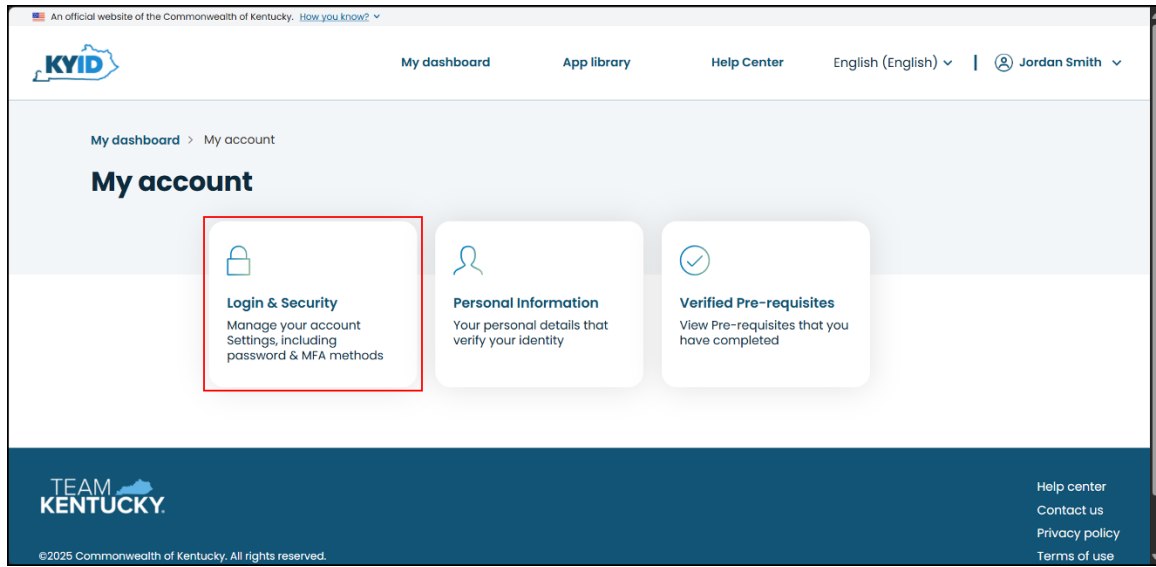 An official website of the Commonwealth of Kentucky. How you know?
KYID
My dashboard
App library
Help Center
English (English)
Jordan Smith
My dashboard > My account
My account
Login & Security
Manage your account
Settings, including
password & MFA methods
Personal Information
Your personal details that
verify your identity
Verified Pre-requisites
View Pre-requisites that you
have completed
TEAM
KENTUCKY.
Help center
Contact us
Privacy policy
Terms of use
©2025 Commonwealth of Kentucky. All rights reserved.